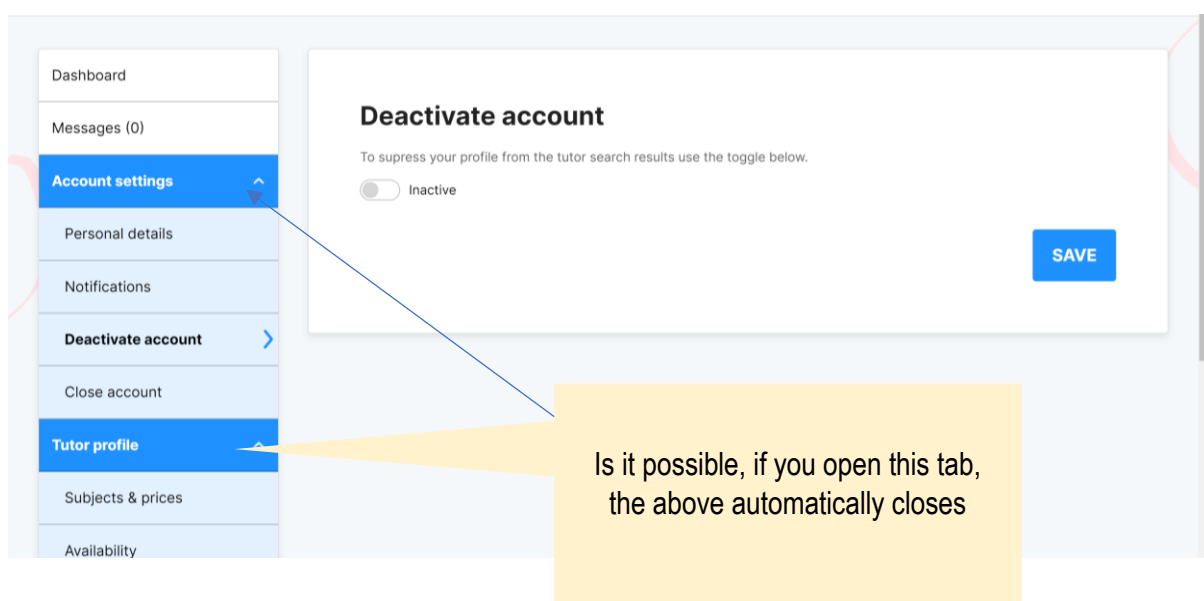 Dashboard
Messages (0)
Account settings
Personal details
Notifications
Deactivate account
Close account
Tutor profile
Subjects & prices
Availability
Deactivate account
To supress your profile from the tutor search results use the toggle below.
Inactive
SAVE
Is it possible, if you open this tab,
the above automatically closes